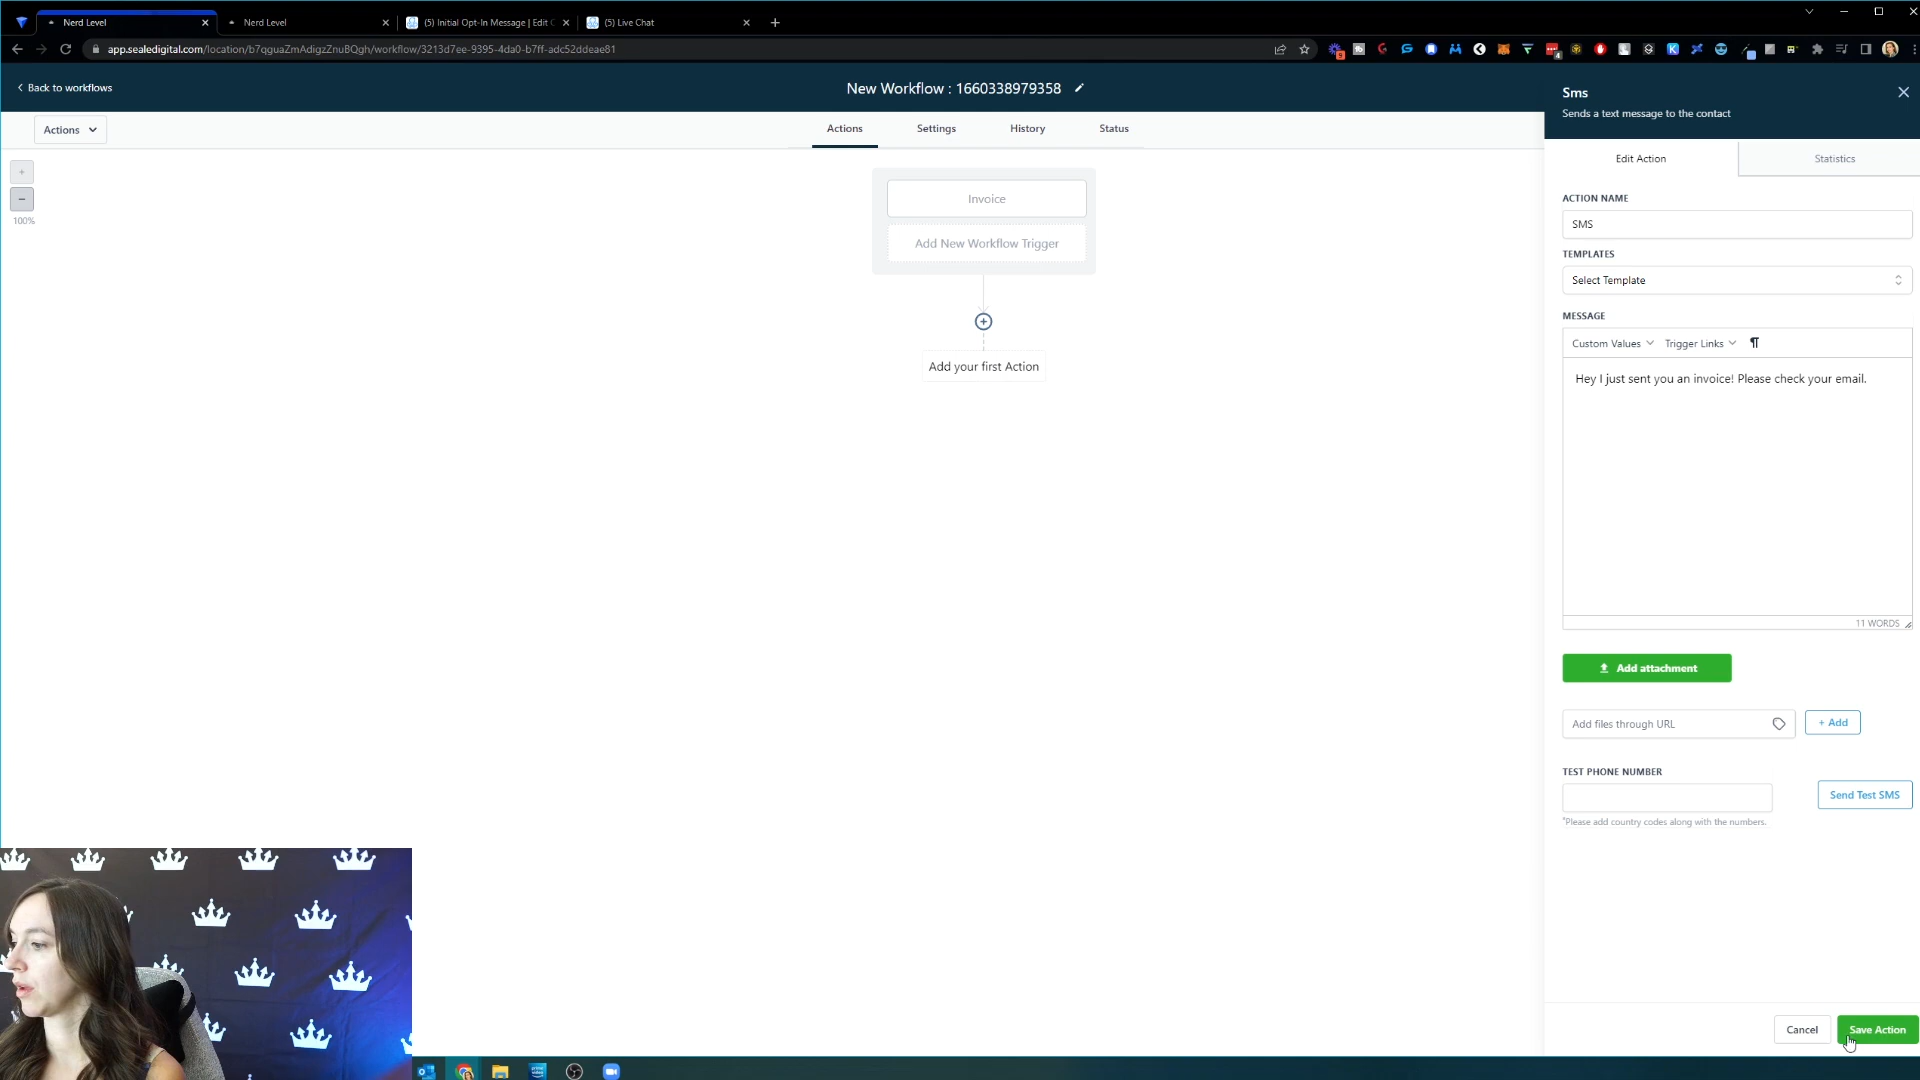 Nerd Level
Nerd Level
(5) Initial Opt-In Message | Edit C
(5) Live Chat
app.sealedigital.com/location/b7qguaZmAdigzZnuBQgh/workflow/3213d7ee-9395-4da0-b7ff-adc52ddeae81
Back to workflows
New Workflow : 1660338979358
Actions
Actions
Settings
History
Status
100%
Invoice
Add New Workflow Trigger
Add your first Action
Sms
Sends a text message to the contact
Edit Action
Statistics
ACTION NAME
SMS
TEMPLATES
Select Template
MESSAGE
Custom Values
Trigger Links
Hey I just sent you an invoice! Please check your email.
11 WORDS
Add attachment
Add files through URL
+ Add
TEST PHONE NUMBER
Send Test SMS
*Please add country codes along with the numbers.
Cancel
Save Action